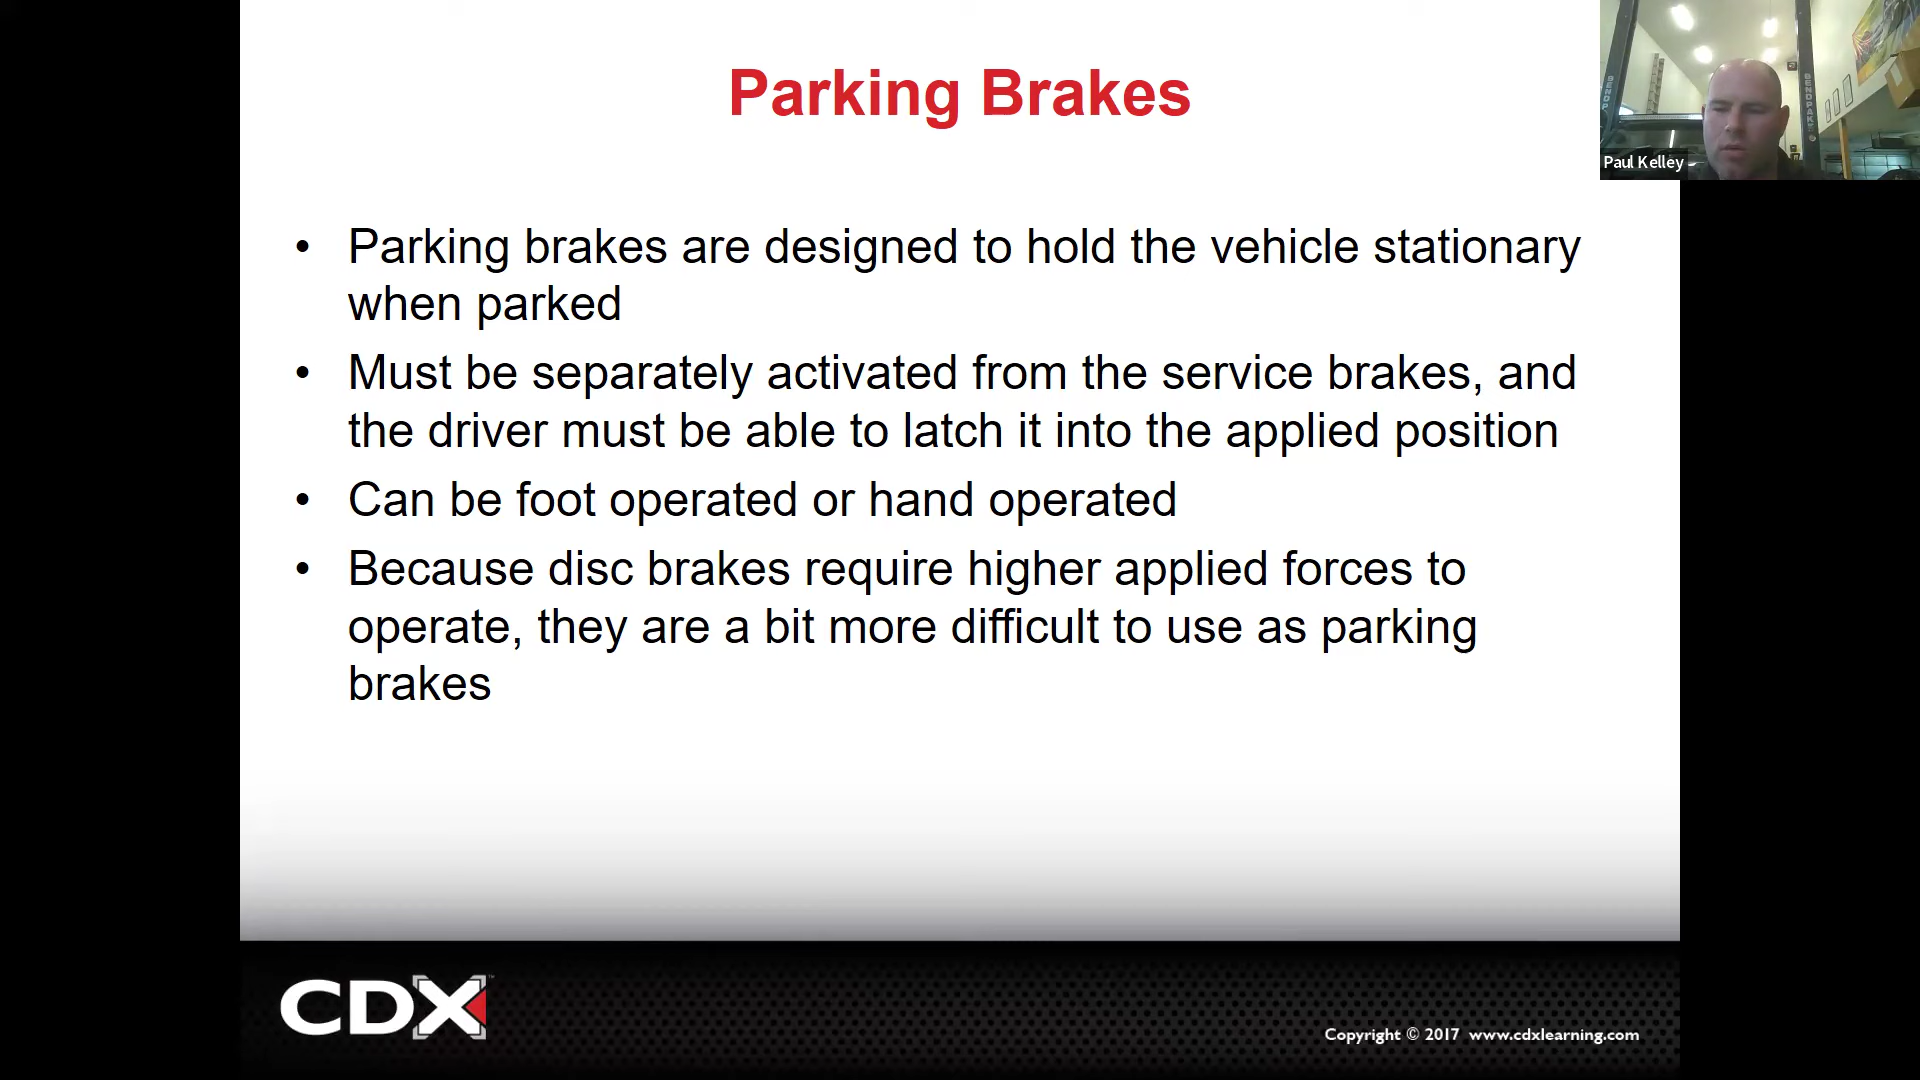 Parking Brakes
BENDP
BENDPAK
Paul Kelley
• Parking brakes are designed to hold the vehicle stationary
when parked
• Must be separately activated from the service brakes, and
the driver must be able to latch it into the applied position
• Can be foot operated or hand operated
• Because disc brakes require higher applied forces to
operate, they are a bit more difficult to use as parking
brakes
CDX™
Copyright © 2017 www.cdxlearning.com